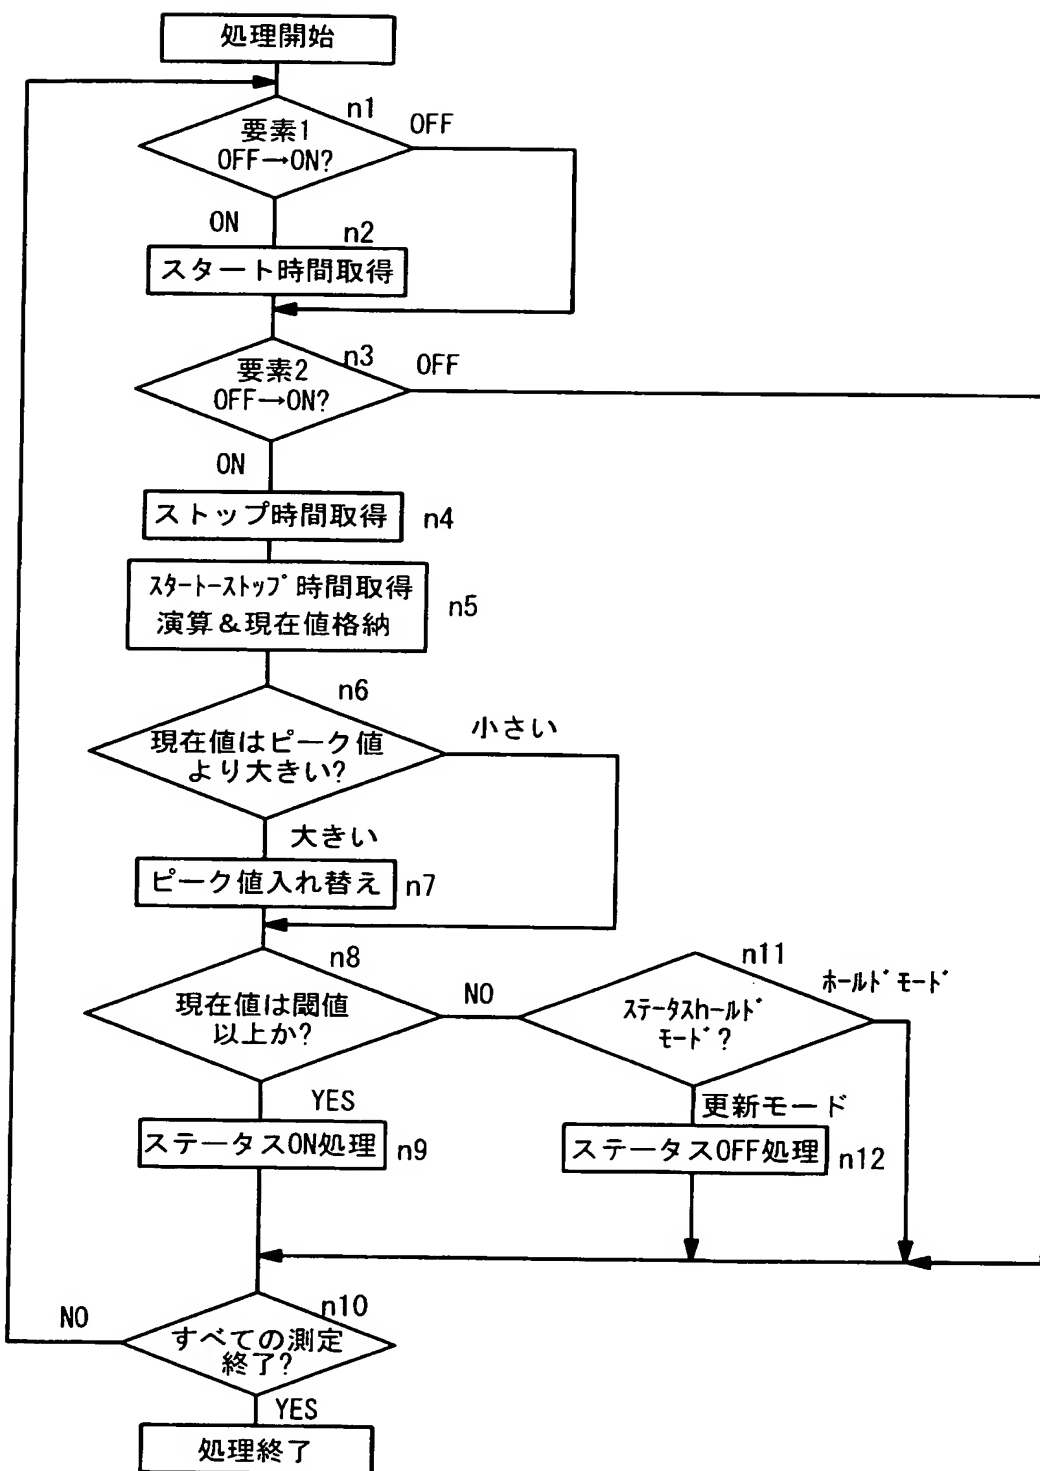 処理開始
n1
要素1
OFF→ON?
OFF
ON
n2
スタート時間取得
n3
要素2
OFF→ON?
OFF
ON
ストップ時間取得
n4
ｽﾀｰﾄｰｽﾄｯﾌﾟ時間取得
演算＆現在値格納
n5
n6
現在値はピーク値
より大きい?
小さい
大きい
ピーク値入れ替え
n7
n8
現在値は閾値
以上か?
NO
n11
ｽﾃｰﾀｽhｰﾙﾄﾞ
ﾓｰﾄﾞ?
ﾎｰﾙﾄﾞﾓｰﾄﾞ
YES
更新モード
ステータスON処理
n9
ステータスOFF処理
n12
n10
すべての測定
終了?
NO
YES
処理終了